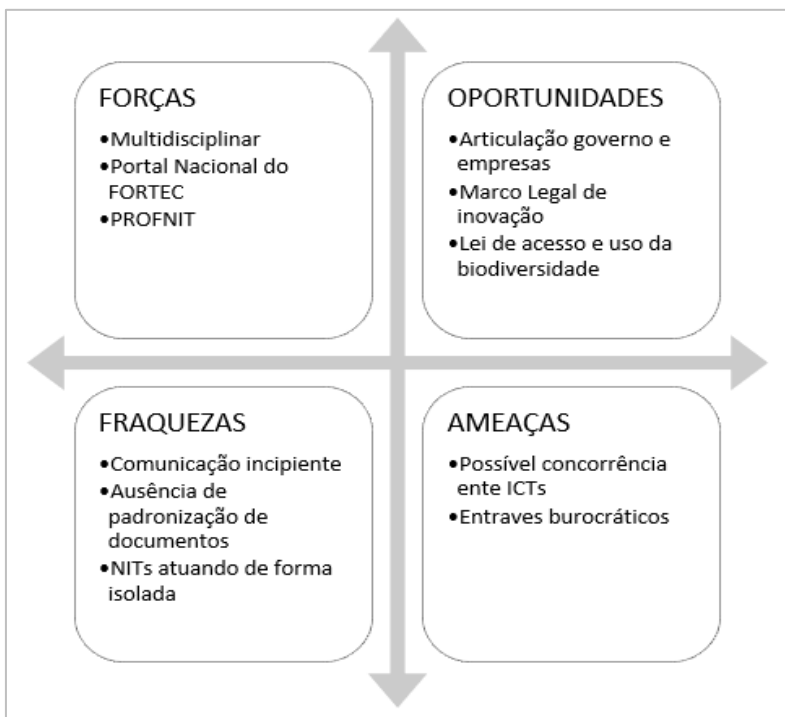 FORÇAS
•Multidisciplinar
•Portal Nacional do
FORTEC
•PROFNIT
OPORTUNIDADES
•Articulação governo e
empresas
•Marco Legal de
inovação
•Lei de acesso e uso da
biodiversidade
FRAQUEZAS
•Comunicação incipiente
•Ausência de
padronização de
documentos
•NITs atuando de forma
isolada
AMEAÇAS
•Possível concorrência
ente ICTs
•Entraves burocráticos